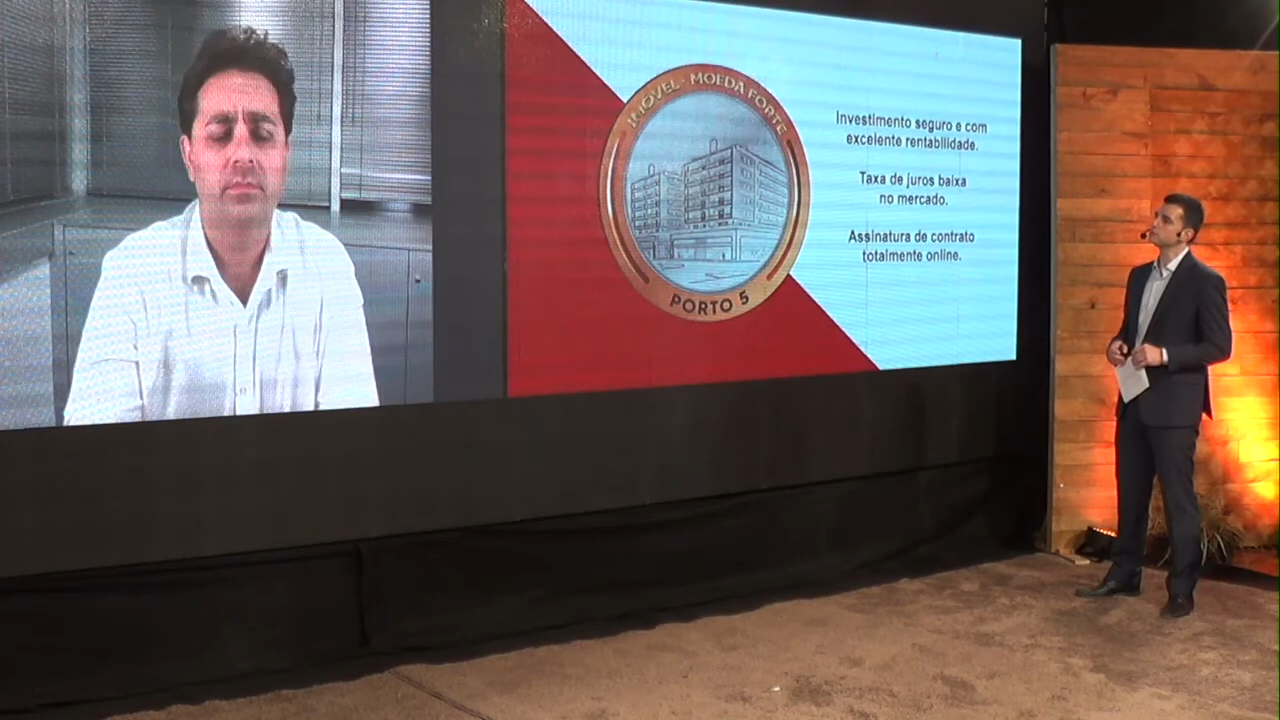 IMÓVEL - MOEDA FORTE
PORTO 5
Investimento seguro e com
excelente rentabilidade.
Taxa de juros baixa
no mercado.
Assinatura de contrato
totalmente online.